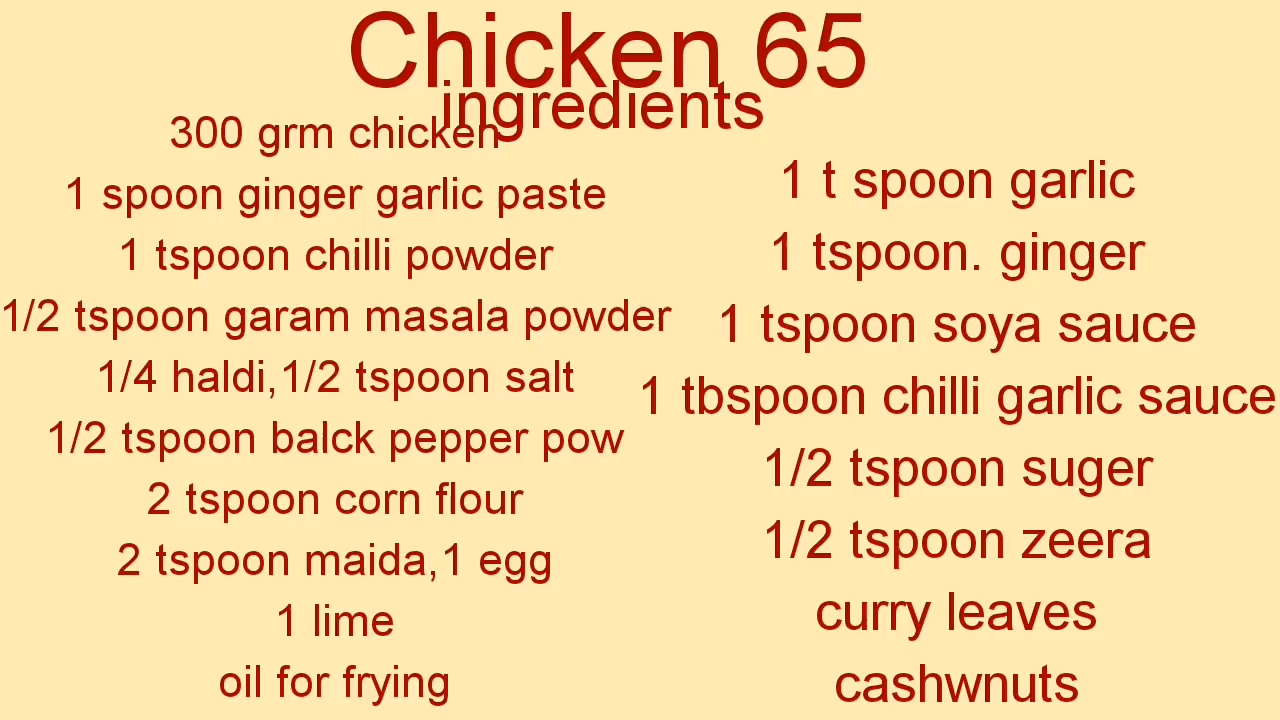 Chicken 65
ingredients
300 grm chicken
1 spoon ginger garlic paste
1 tspoon chilli powder
1/2 tspoon garam masala powder
1/4 haldi,1/2 tspoon salt
1/2 tspoon balck pepper pow
2 tspoon corn flour
2 tspoon maida,1 egg
1 lime
oil for frying
1 t spoon garlic
1 tspoon. ginger
1 tspoon soya sauce
1 tbspoon chilli garlic sauce
1/2 tspoon suger
1/2 tspoon zeera
curry leaves
cashwnuts